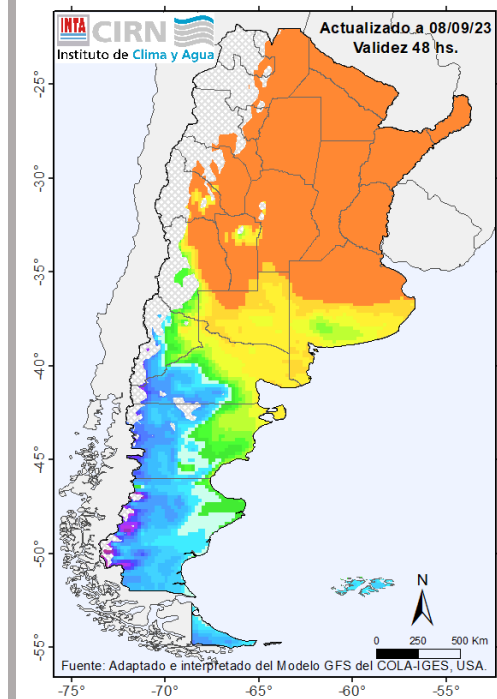 INTA CIRN
Instituto de Clima y Agua
Actualizado a 08/09/23
Validez 48 hs.
-25°
-30°
-35°
-40°
-45°
-50°
-55°
N
0 250 500 Km
Fuente: Adaptado e interpretado del Modelo GFS del COLA-IGES, USA.
-75° -70° -65° -60° -55°